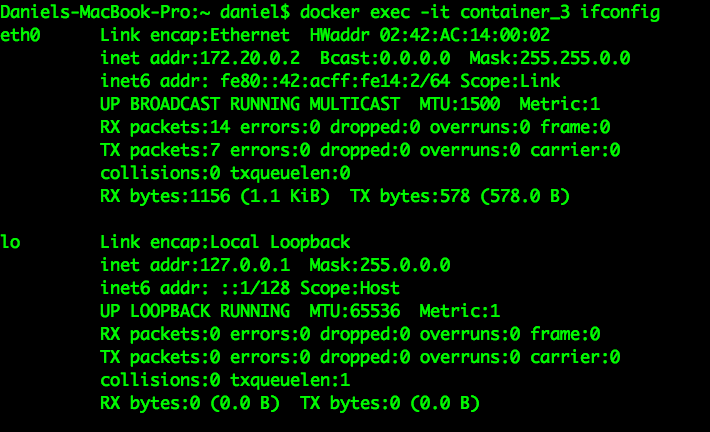 Daniels-MacBook-Pro:~ daniel$ docker exec -it container_3 ifconfig
eth0      Link encap:Ethernet  HWaddr 02:42:AC:14:00:02
          inet addr:172.20.0.2  Bcast:0.0.0.0  Mask:255.255.0.0
          inet6 addr: fe80::42:acff:fe14:2/64 Scope:Link
          UP BROADCAST RUNNING MULTICAST  MTU:1500  Metric:1
          RX packets:14 errors:0 dropped:0 overruns:0 frame:0
          TX packets:7 errors:0 dropped:0 overruns:0 carrier:0
          collisions:0 txqueuelen:0
          RX bytes:1156 (1.1 KiB)  TX bytes:578 (578.0 B)

lo        Link encap:Local Loopback
          inet addr:127.0.0.1  Mask:255.0.0.0
          inet6 addr: ::1/128 Scope:Host
          UP LOOPBACK RUNNING  MTU:65536  Metric:1
          RX packets:0 errors:0 dropped:0 overruns:0 frame:0
          TX packets:0 errors:0 dropped:0 overruns:0 carrier:0
          collisions:0 txqueuelen:1
          RX bytes:0 (0.0 B)  TX bytes:0 (0.0 B)